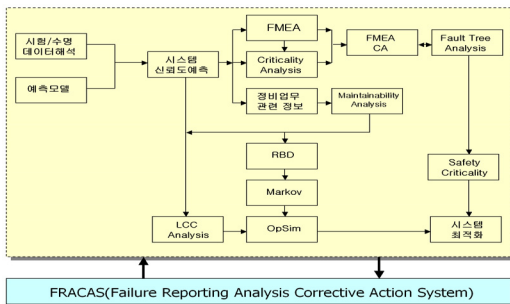 시험/수명
데이터해석
예측모델
시스템
신뢰도예측
FMEA
Criticality
Analysis
정비업무
관련 정보
FMEA
CA
Maintainability
Analysis
Fault Tree
Analysis
RBD
Markov
Safety
Criticality
LCC
Analysis
OpSim
시스템
최적화
FRACAS(Failure Reporting Analysis Corrective Action System)